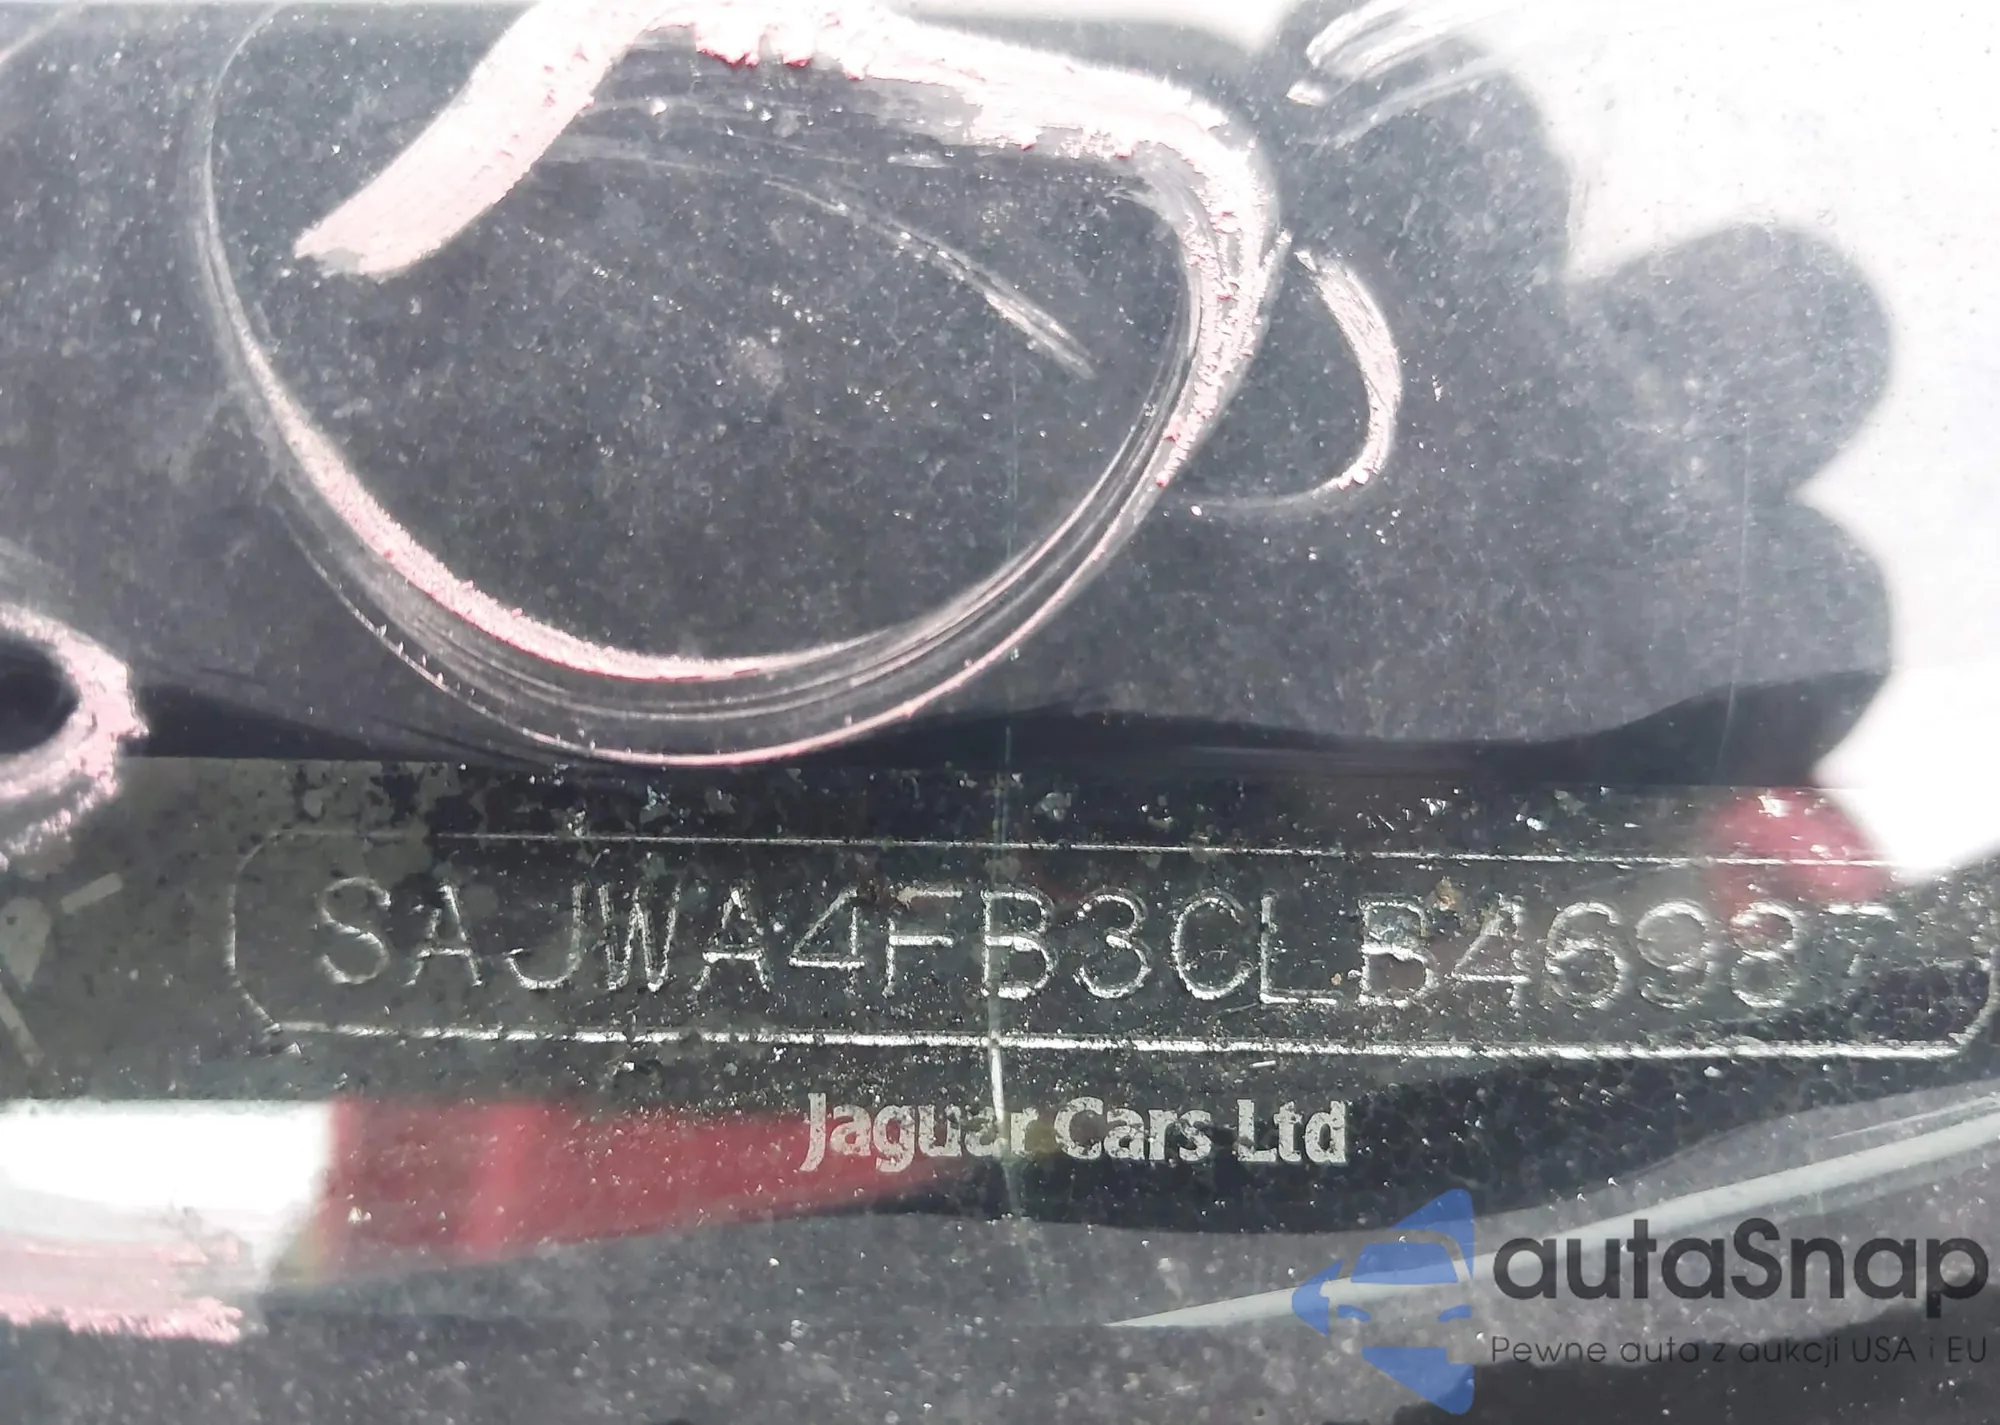 SAJWA4FB3CLB46987
Jaguar Cars Ltd
autaSnap
Pewne auta z aukcji USA i EU